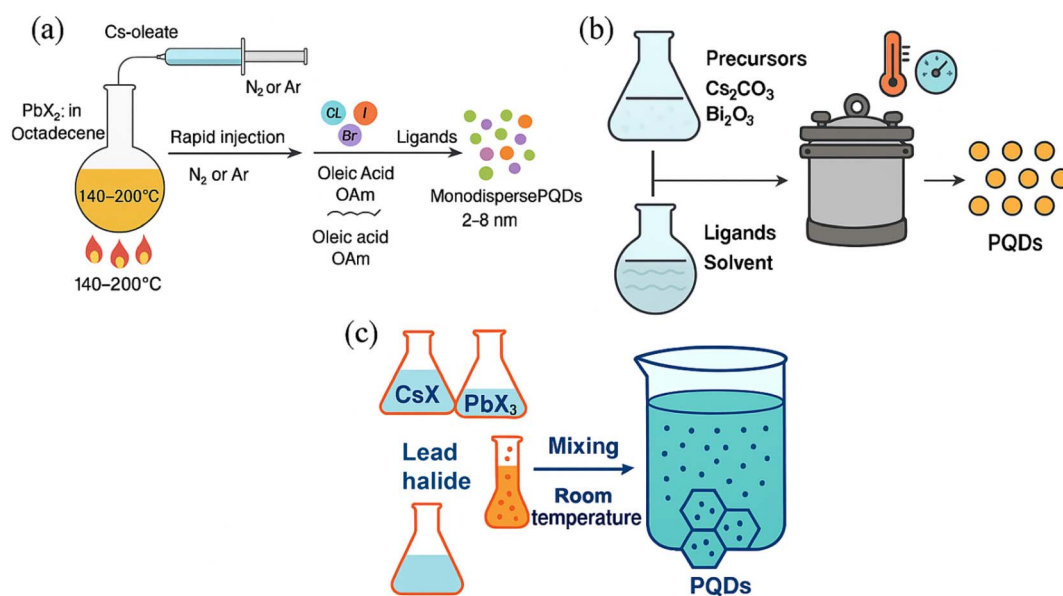 (a)
Cs-oleate
N₂ or Ar
PbX₂: in
Octadecene
140–200°C
140–200°C
Rapid injection
N₂ or Ar
CL
I
Br
Oleic Acid
OAm
Oleic acid
OAm
Ligands
MonodispersePQDs
2–8 nm
(b)
Precursors
Cs₂CO₃
Bi₂O₃
Ligands
Solvent
PQDs
(c)
CsX
PbX₃
Lead
halide
Mixing
Room
temperature
PQDs